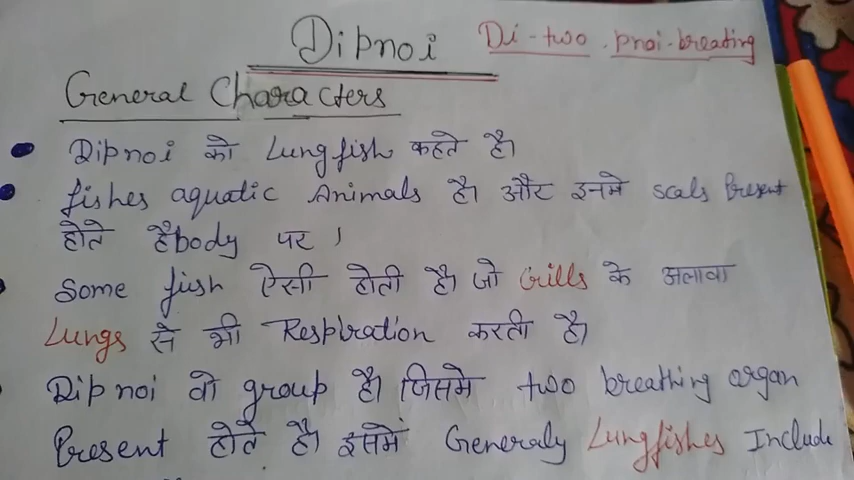 Dipnoi Di-two . pnoi-breating
General Characters
Dipnoi को Lungfish कहते है।
fishes aquatic Animals है। और इनमे scals Present
होते है body पर ।
Some fish ऐसी होती है। जो Grills के अलावा
Lungs से भी Respiration करती है।
Dipnoi वो group है। जिसमे two breathing organ
Present होते है। इसमें Generaly Lungfishes Include